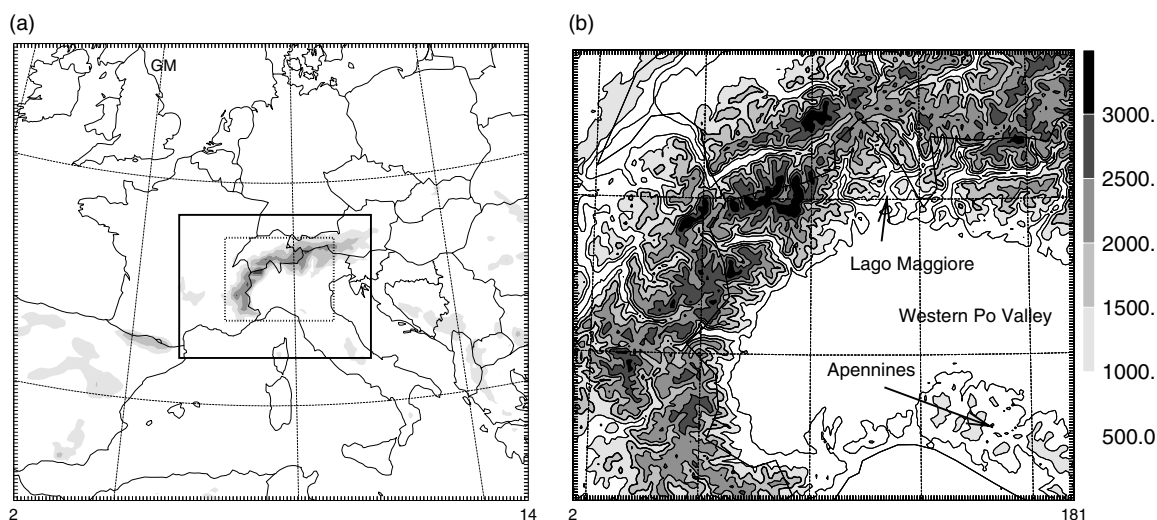 (a)
GM
2
14
(b)
Lago Maggiore
Western Po Valley
Apennines
2
181
3000.
2500.
2000.
1500.
1000.
500.0